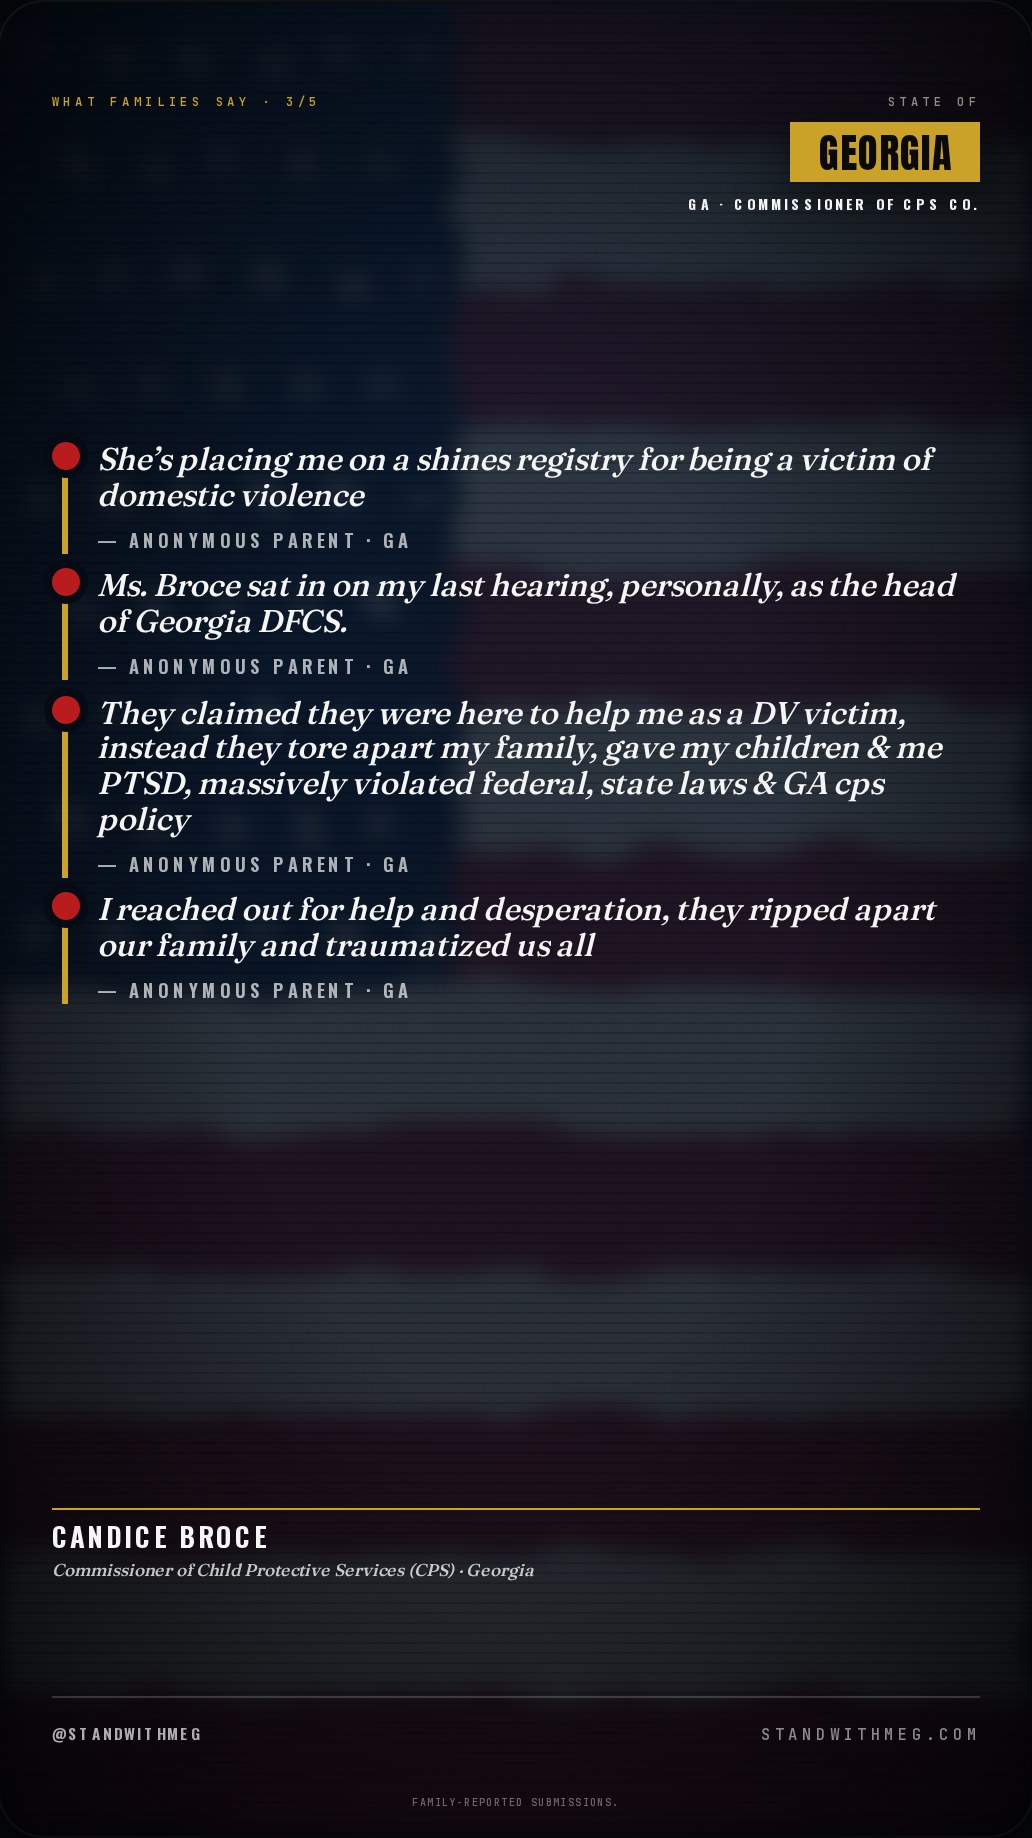 WHAT FAMILIES SAY · 3/5
STATE OF
GEORGIA
GA · COMMISSIONER OF CPS CO.
She’s placing me on a shines registry for being a victim of
domestic violence
— ANONYMOUS PARENT · GA
Ms. Broce sat in on my last hearing, personally, as the head
of Georgia DFCS.
— ANONYMOUS PARENT · GA
They claimed they were here to help me as a DV victim,
instead they tore apart my family, gave my children & me
PTSD, massively violated federal, state laws & GA cps
policy
— ANONYMOUS PARENT · GA
I reached out for help and desperation, they ripped apart
our family and traumatized us all
— ANONYMOUS PARENT · GA
CANDICE BROCE
Commissioner of Child Protective Services (CPS) · Georgia
@STANDWITHMEG
STANDWITHMEG.COM
FAMILY-REPORTED SUBMISSIONS.